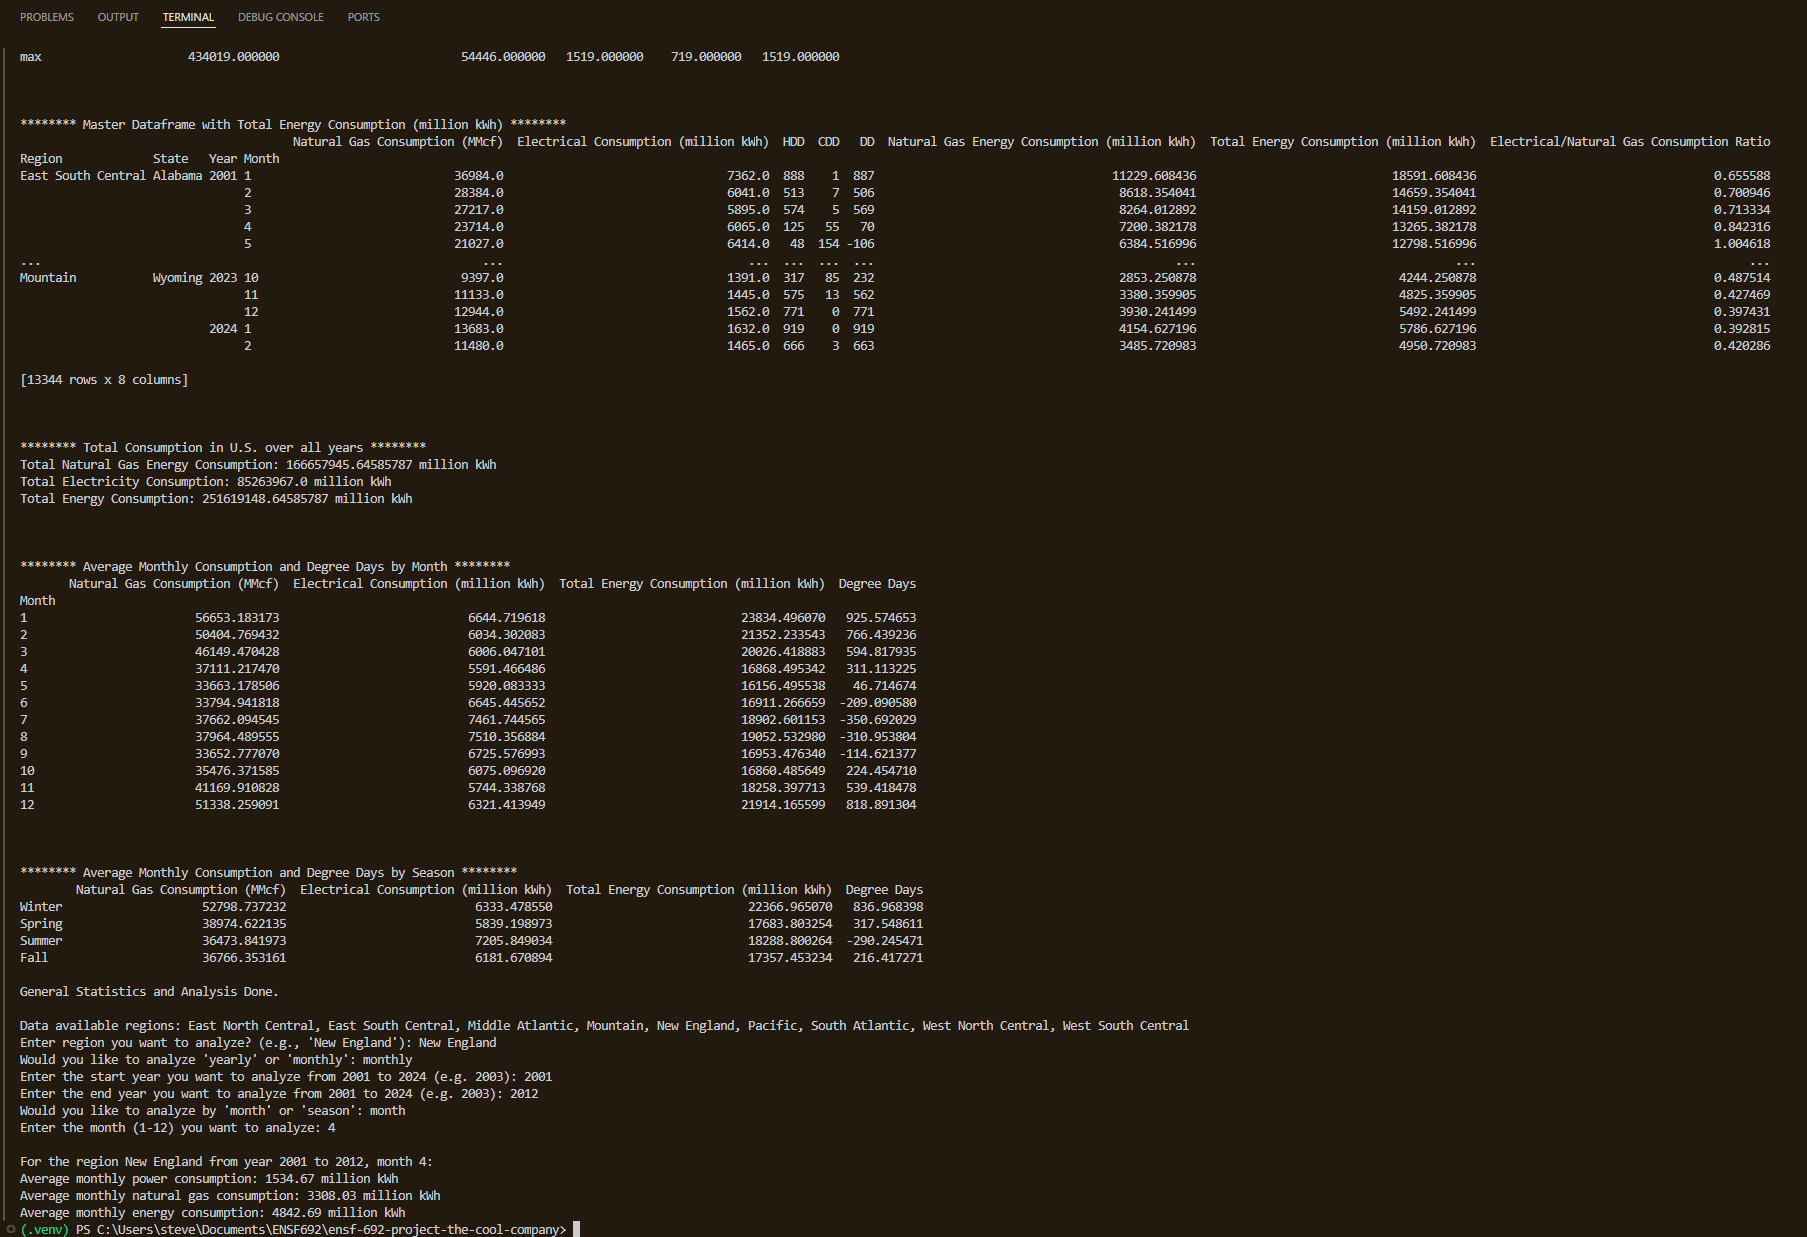 PROBLEMS OUTPUT TERMINAL DEBUG CONSOLE PORTS
max 434019.000000 54446.000000 1519.000000 719.000000 1519.000000
******** Master Dataframe with Total Energy Consumption (million kWh) ********
Natural Gas Consumption (MMcf) Electrical Consumption (million kWh) HDD CDD DD Natural Gas Energy Consumption (million kWh) Total Energy Consumption (million kWh) Electrical/Natural Gas Consumption Ratio
Region State Year Month
East South Central Alabama 2001 1 36984.0 7362.0 888 1 887 11229.608436 18591.608436 0.655588
2 28384.0 6041.0 513 7 506 8618.354041 14659.354041 0.700946
3 27217.0 5895.0 574 5 569 8264.012892 14159.012892 0.713334
4 23714.0 6065.0 125 55 70 7200.382178 13265.382178 0.842316
5 21027.0 6414.0 48 154 -106 6384.516996 12798.516996 1.004618
... ... ... ... ... ... ... ... ...
Mountain Wyoming 2023 10 9397.0 1391.0 317 85 232 2853.250878 4244.250878 0.487514
11 11133.0 1445.0 575 13 562 3380.359905 4825.359905 0.427469
12 12944.0 1562.0 771 0 771 3930.241499 5492.241499 0.397431
2024 1 13683.0 1632.0 919 0 919 4154.627196 5786.627196 0.392815
2 11480.0 1465.0 666 3 663 3485.720983 4950.720983 0.420286
[13344 rows x 8 columns]
******** Total Consumption in U.S. over all years ********
Total Natural Gas Energy Consumption: 166657945.64585787 million kWh
Total Electricity Consumption: 85263967.0 million kWh
Total Energy Consumption: 251619148.64585787 million kWh
******** Average Monthly Consumption and Degree Days by Month ********
Natural Gas Consumption (MMcf) Electrical Consumption (million kWh) Total Energy Consumption (million kWh) Degree Days
Month
1 56653.183173 6644.719618 23834.496070 925.574653
2 50404.769432 6034.302083 21352.233543 766.439236
3 46149.470428 6006.047101 20026.418883 594.817935
4 37111.217470 5591.466486 16868.495342 311.113225
5 33663.178506 5920.083333 16156.495538 46.714674
6 33794.941818 6645.445652 16911.266659 -209.090580
7 37662.094545 7461.744565 18902.601153 -350.692029
8 37964.489555 7510.356884 19052.532980 -310.953804
9 33652.777070 6725.576993 16953.476340 -114.621377
10 35476.371585 6075.096920 16860.485649 224.454710
11 41169.910828 5744.338768 18258.397713 539.418478
12 51338.259091 6321.413949 21914.165599 818.891304
******** Average Monthly Consumption and Degree Days by Season ********
Natural Gas Consumption (MMcf) Electrical Consumption (million kWh) Total Energy Consumption (million kWh) Degree Days
Winter 52798.737232 6333.478550 22366.965070 836.968398
Spring 38974.622135 5839.198973 17683.803254 317.548611
Summer 36473.841973 7205.849034 18288.800264 -290.245471
Fall 36766.353161 6181.670894 17357.453234 216.417271
General Statistics and Analysis Done.
Data available regions: East North Central, East South Central, Middle Atlantic, Mountain, New England, Pacific, South Atlantic, West North Central, West South Central
Enter region you want to analyze? (e.g., 'New England'): New England
Would you like to analyze 'yearly' or 'monthly': monthly
Enter the start year you want to analyze from 2001 to 2024 (e.g. 2003): 2001
Enter the end year you want to analyze from 2001 to 2024 (e.g. 2003): 2012
Would you like to analyze by 'month' or 'season': month
Enter the month (1-12) you want to analyze: 4
For the region New England from year 2001 to 2012, month 4:
Average monthly power consumption: 1534.67 million kWh
Average monthly natural gas consumption: 3308.03 million kWh
Average monthly energy consumption: 4842.69 million kWh
(.venv) PS C:\Users\steve\Documents\ENSF692\ensf-692-project-the-cool-company>